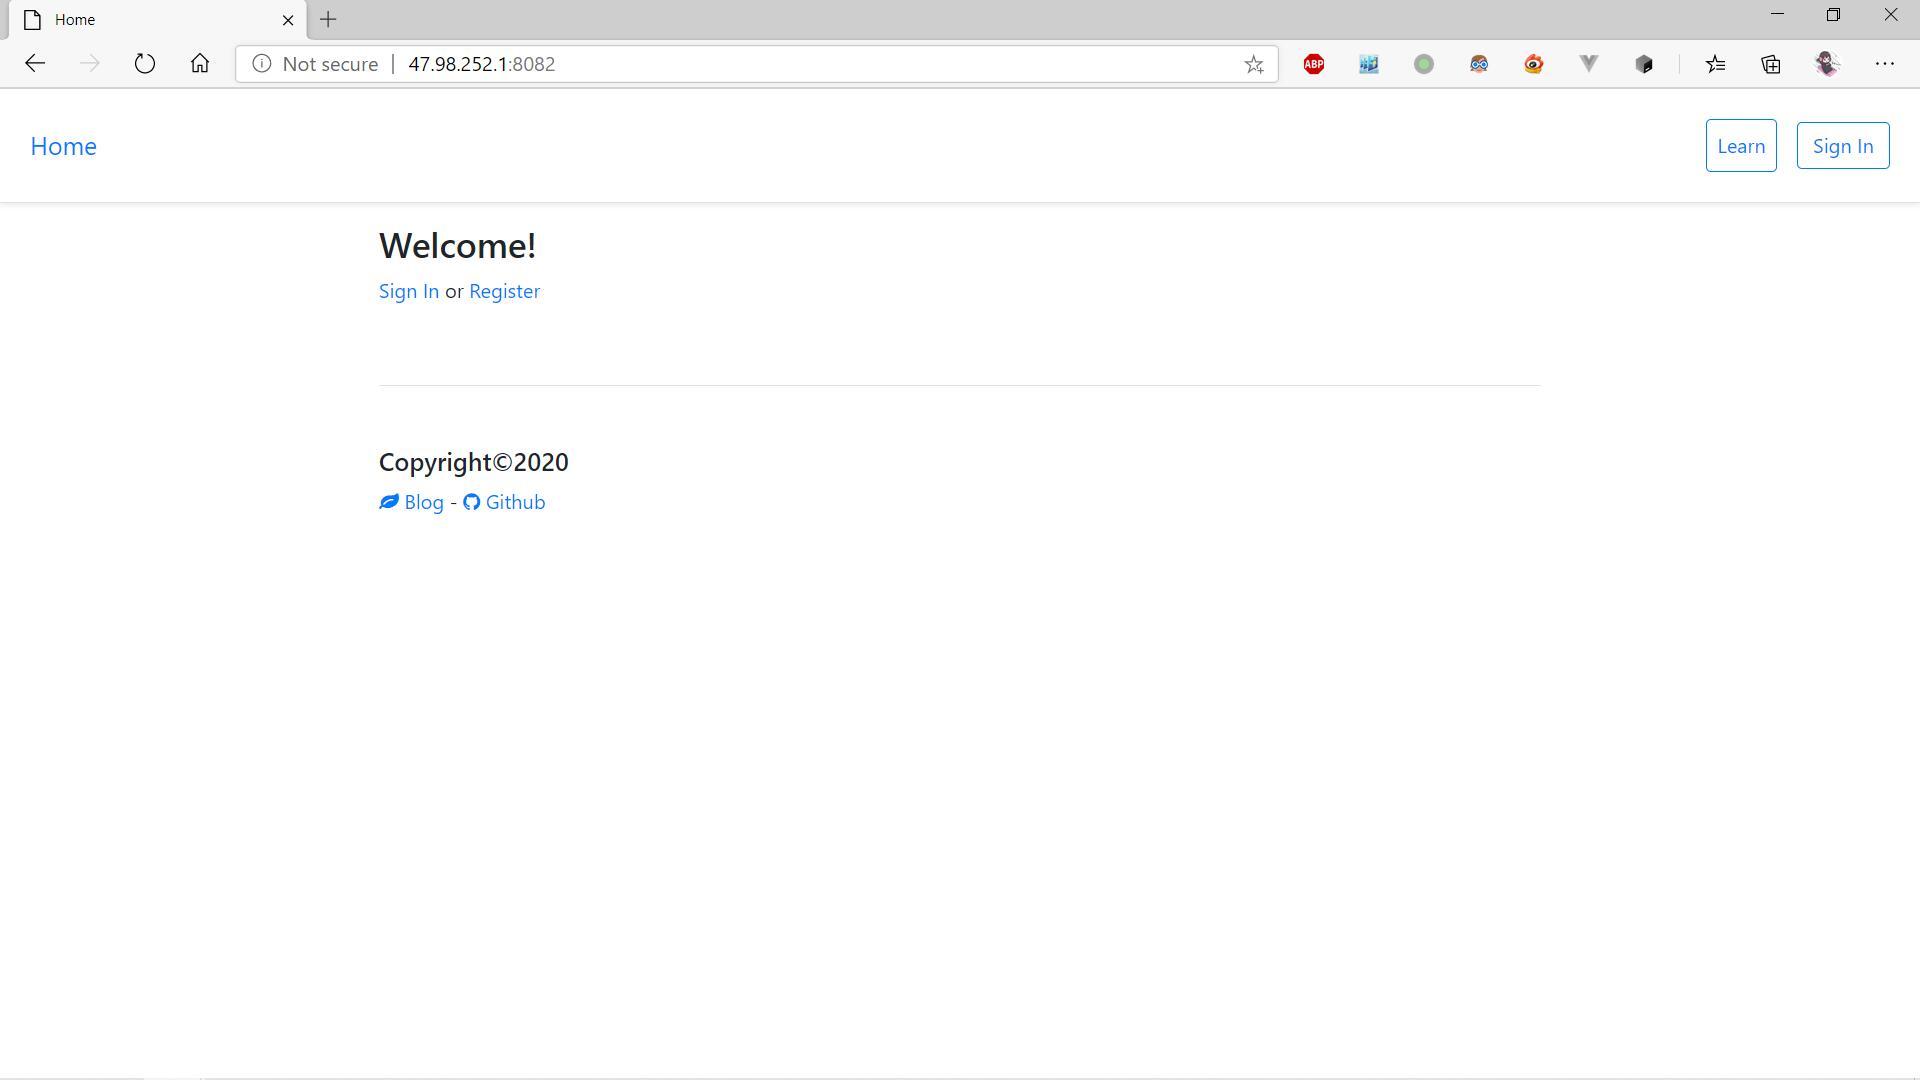 Home
Not secure | 47.98.252.1:8082
ABP
Home
Learn
Sign In
Welcome!
Sign In or Register
Copyright©2020
Blog - Github